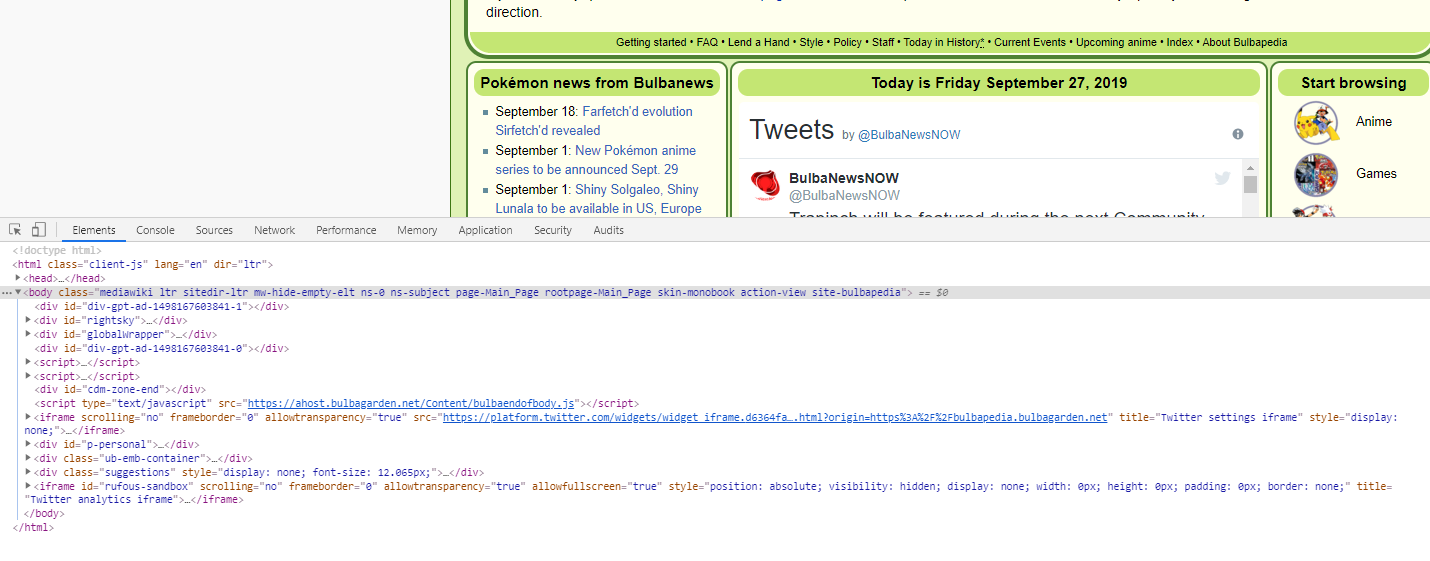 direction.
Getting started • FAQ • Lend a Hand • Style • Policy • Staff • Today in History* • Current Events • Upcoming anime • Index • About Bulbapedia
Pokémon news from Bulbanews
September 18: Farfetch'd evolution
Sirfetch'd revealed
September 1: New Pokémon anime
series to be announced Sept. 29
September 1: Shiny Solgaleo, Shiny
Lunala to be available in US, Europe
Today is Friday September 27, 2019
Tweets by @BulbaNewsNOW
BulbaNewsNOW
@BulbaNewsNOW
Trapinch will be featured during the next Community
Start browsing
Anime
Games
Elements Console Sources Network Performance Memory Application Security Audits
<!doctype html>
<html class="client-js" lang="en" dir="ltr">
<head>…</head>
<body class="mediawiki ltr sitedir-ltr mw-hide-empty-elt ns-0 ns-subject page-Main_Page rootpage-Main_Page skin-monobook action-view site-bulbapedia"> == $0
<div id="div-gpt-ad-1498167603841-1"></div>
<div id="rightsky">…</div>
<div id="globalWrapper">…</div>
<div id="div-gpt-ad-1498167603841-0"></div>
<script>…</script>
<script>…</script>
<div id="cdm-zone-end"></div>
<script type="text/javascript" src="https://ahost.bulbagarden.net/Content/bulbaendofbody.js"></script>
<iframe scrolling="no" frameborder="0" allowtransparency="true" src="https://platform.twitter.com/widgets/widget_iframe.d6364fa….html?origin=https%3A%2F%2Fbulbapedia.bulbagarden.net" title="Twitter settings iframe" style="display:
none;">…</iframe>
<div id="p-personal">…</div>
<div class="ub-emb-container">…</div>
<div class="suggestions" style="display: none; font-size: 12.065px;">…</div>
<iframe id="rufous-sandbox" scrolling="no" frameborder="0" allowtransparency="true" allowfullscreen="true" style="position: absolute; visibility: hidden; display: none; width: 0px; height: 0px; padding: 0px; border: none;" title=
"Twitter analytics iframe">…</iframe>
</body>
</html>